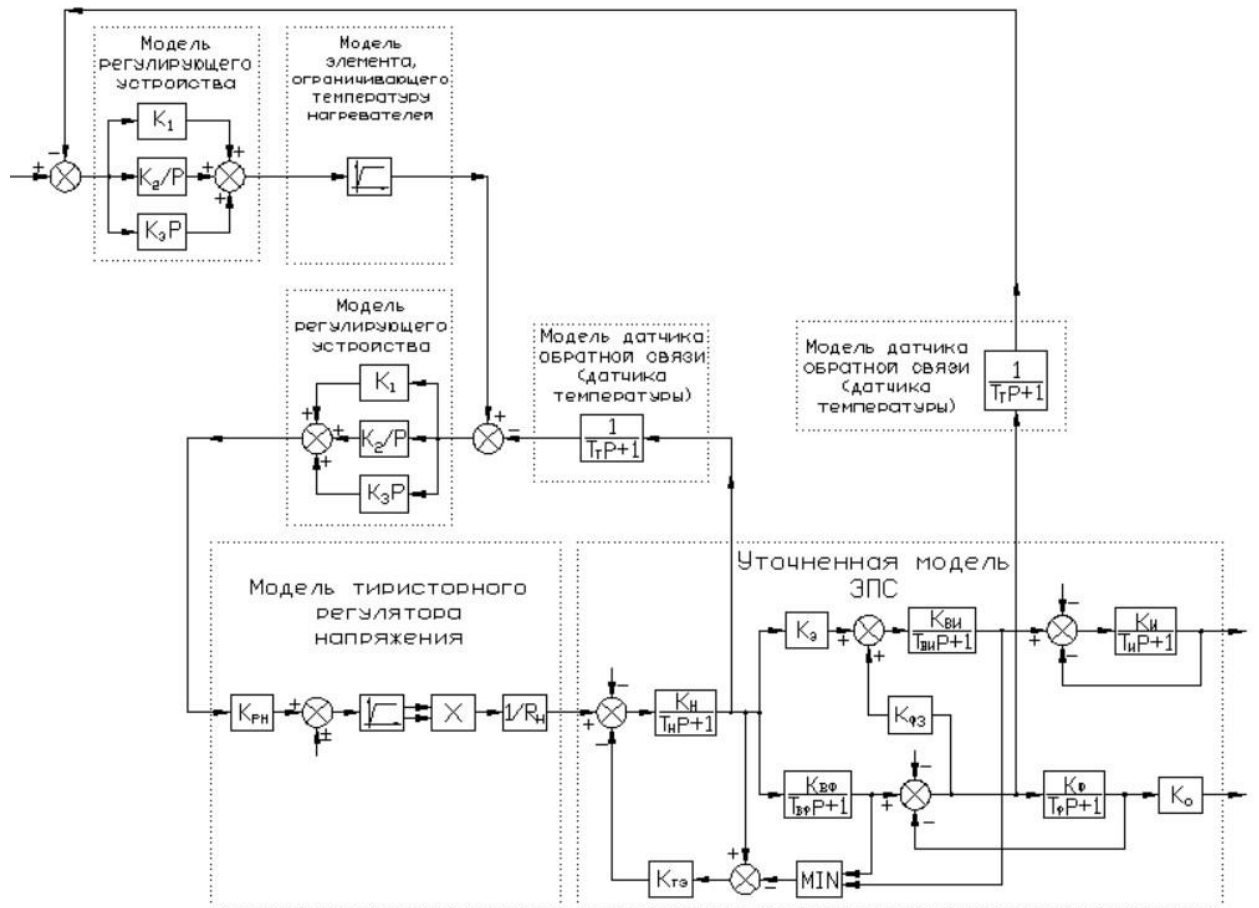 Модель
регулирующего
устройства
K₁
K₂/P
K₃P
Модель
элемента,
ограничивающего
температуру
нагревателей
Модель
регулирующего
устройства
K₁
K₂/P
K₃P
Модель датчика
обратной связи
(датчика
температуры)
1
TтP+1
Модель датчика
обратной связи
(датчика
температуры)
1
TтP+1
Модель тиристорного
регулятора
напряжения
Kрн
X
1/Rн
Уточненная модель
ЭПС
Kн
TнP+1
Kэ
Kви
TвиP+1
Kи
TиP+1
Kфз
Kвф
TвфP+1
Kф
TфP+1
Kо
Kтэ
MIN